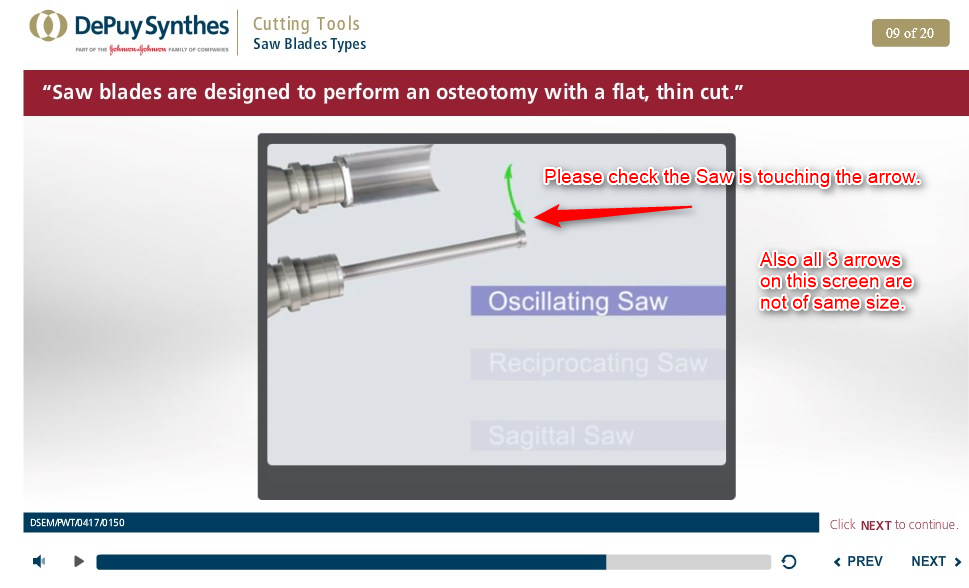 DePuy Synthes
PART OF THE Johnson & Johnson FAMILY OF COMPANIES
Cutting Tools
Saw Blades Types
09 of 20
“Saw blades are designed to perform an osteotomy with a flat, thin cut.”
Please check the Saw is touching the arrow.
Also all 3 arrows
on this screen are
not of same size.
Oscillating Saw
Reciprocating Saw
Sagittal Saw
DSEM/PWT/0417/0150
Click NEXT to continue.
PREV
NEXT